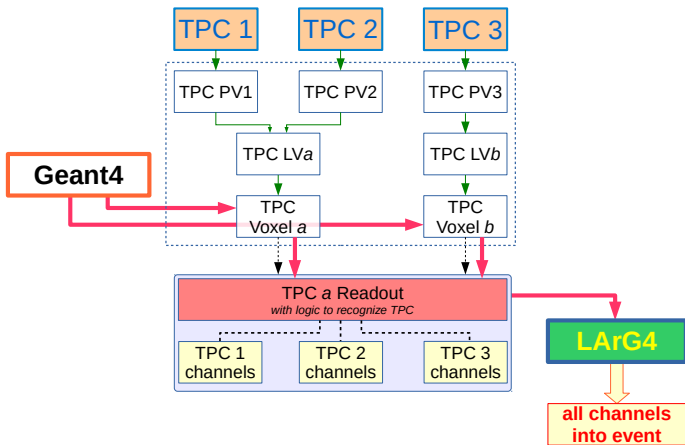 TPC 1
TPC 2
TPC 3
TPC PV1
TPC PV2
TPC PV3
TPC LVa
TPC LVb
Geant4
TPC
Voxel a
TPC
Voxel b
TPC a Readout
with logic to recognize TPC
LArG4
TPC 1
channels
TPC 2
channels
TPC 3
channels
all channels
into event